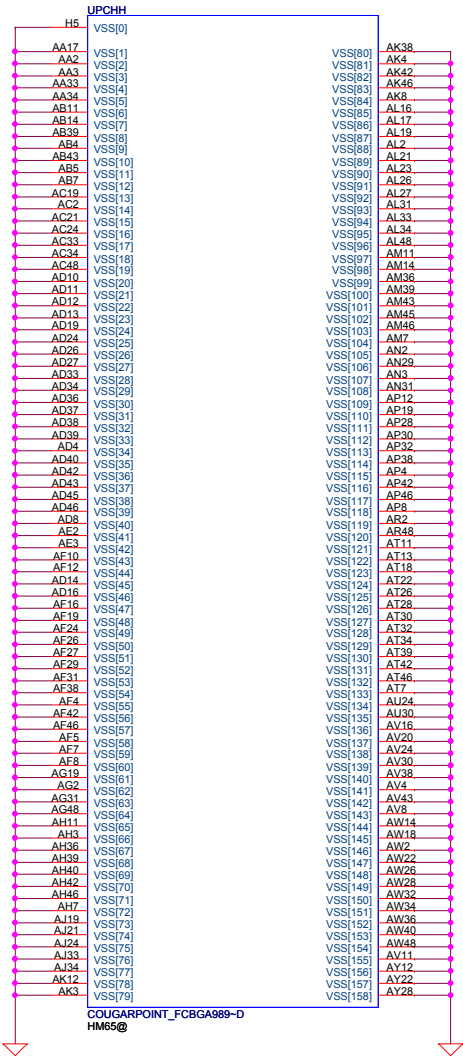 UPCHH
H5 VSS[0]
AA17 VSS[1] VSS[80] AK38
AA2 VSS[2] VSS[81] AK4
AA3 VSS[3] VSS[82] AK42
AA33 VSS[4] VSS[83] AK46
AA34 VSS[5] VSS[84] AK8
AB11 VSS[6] VSS[85] AL16
AB14 VSS[7] VSS[86] AL17
AB39 VSS[8] VSS[87] AL19
AB4 VSS[9] VSS[88] AL2
AB43 VSS[10] VSS[89] AL21
AB5 VSS[11] VSS[90] AL23
AB7 VSS[12] VSS[91] AL26
AC19 VSS[13] VSS[92] AL27
AC2 VSS[14] VSS[93] AL31
AC21 VSS[15] VSS[94] AL33
AC24 VSS[16] VSS[95] AL34
AC33 VSS[17] VSS[96] AL48
AC34 VSS[18] VSS[97] AM11
AC48 VSS[19] VSS[98] AM14
AD10 VSS[20] VSS[99] AM36
AD11 VSS[21] VSS[100] AM39
AD12 VSS[22] VSS[101] AM43
AD13 VSS[23] VSS[102] AM45
AD19 VSS[24] VSS[103] AM46
AD24 VSS[25] VSS[104] AM7
AD26 VSS[26] VSS[105] AN2
AD27 VSS[27] VSS[106] AN29
AD33 VSS[28] VSS[107] AN3
AD34 VSS[29] VSS[108] AN31
AD36 VSS[30] VSS[109] AP12
AD37 VSS[31] VSS[110] AP19
AD38 VSS[32] VSS[111] AP28
AD39 VSS[33] VSS[112] AP30
AD4 VSS[34] VSS[113] AP32
AD40 VSS[35] VSS[114] AP38
AD42 VSS[36] VSS[115] AP4
AD43 VSS[37] VSS[116] AP42
AD45 VSS[38] VSS[117] AP46
AD46 VSS[39] VSS[118] AP8
AD8 VSS[40] VSS[119] AR2
AE2 VSS[41] VSS[120] AR48
AE3 VSS[42] VSS[121] AT11
AF10 VSS[43] VSS[122] AT13
AF12 VSS[44] VSS[123] AT18
AD14 VSS[45] VSS[124] AT22
AD16 VSS[46] VSS[125] AT26
AF16 VSS[47] VSS[126] AT28
AF19 VSS[48] VSS[127] AT30
AF24 VSS[49] VSS[128] AT32
AF26 VSS[50] VSS[129] AT34
AF27 VSS[51] VSS[130] AT39
AF29 VSS[52] VSS[131] AT42
AF31 VSS[53] VSS[132] AT46
AF38 VSS[54] VSS[133] AT7
AF4 VSS[55] VSS[134] AU24
AF42 VSS[56] VSS[135] AU30
AF46 VSS[57] VSS[136] AV16
AF5 VSS[58] VSS[137] AV20
AF7 VSS[59] VSS[138] AV24
AF8 VSS[60] VSS[139] AV30
AG19 VSS[61] VSS[140] AV38
AG2 VSS[62] VSS[141] AV4
AG31 VSS[63] VSS[142] AV43
AG48 VSS[64] VSS[143] AV8
AH11 VSS[65] VSS[144] AW14
AH3 VSS[66] VSS[145] AW18
AH36 VSS[67] VSS[146] AW2
AH39 VSS[68] VSS[147] AW22
AH40 VSS[69] VSS[148] AW26
AH42 VSS[70] VSS[149] AW28
AH46 VSS[71] VSS[150] AW32
AH7 VSS[72] VSS[151] AW34
AJ19 VSS[73] VSS[152] AW36
AJ21 VSS[74] VSS[153] AW40
AJ24 VSS[75] VSS[154] AW48
AJ33 VSS[76] VSS[155] AV11
AJ34 VSS[77] VSS[156] AY12
AK12 VSS[78] VSS[157] AY22
AK3 VSS[79] VSS[158] AY28
COUGARPOINT_FCBGA989~D
HM65@